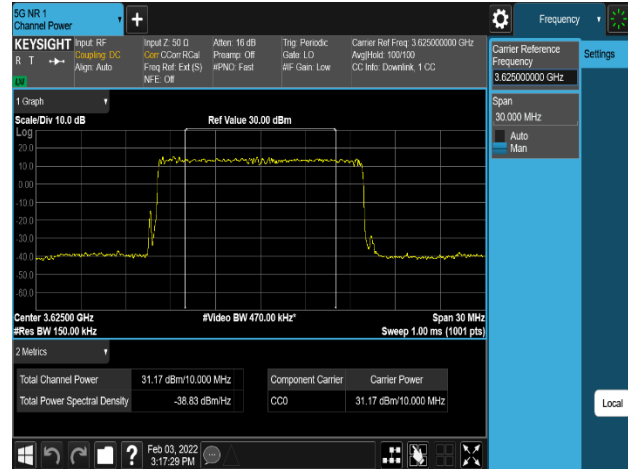 5G NR 1
Channel Power
Frequency
KEYSIGHT
R T
LNI
Input: RF
Coupling: DC
Align: Auto
Input Z: 50 Ω
Corr CCorr RCal
Freq Ref: Ext (S)
NFE: Off
Atten: 16 dB
Preamp: Off
#PNO: Fast
Trig: Periodic
Gate: LO
#IF Gain: Low
Carrier Ref Freq: 3.625000000 GHz
Avg|Hold: 100/100
CC Info: Downlink, 1 CC
Carrier Reference
Frequency
3.625000000 GHz
Settings
Span
30.000 MHz
Auto
Man
1 Graph
Scale/Div 10.0 dB
Ref Value 30.00 dBm
Log
20.0
10.0
0.00
-10.0
-20.0
-30.0
-40.0
-50.0
-60.0
Center 3.62500 GHz
#Video BW 470.00 kHz*
Span 30 MHz
#Res BW 150.00 kHz
Sweep 1.00 ms (1001 pts)
2 Metrics
Total Channel Power
31.17 dBm/10.000 MHz
Total Power Spectral Density
-38.83 dBm/Hz
Component Carrier
Carrier Power
CC0
31.17 dBm/10.000 MHz
Local
?
Feb 03, 2022
3:17:29 PM